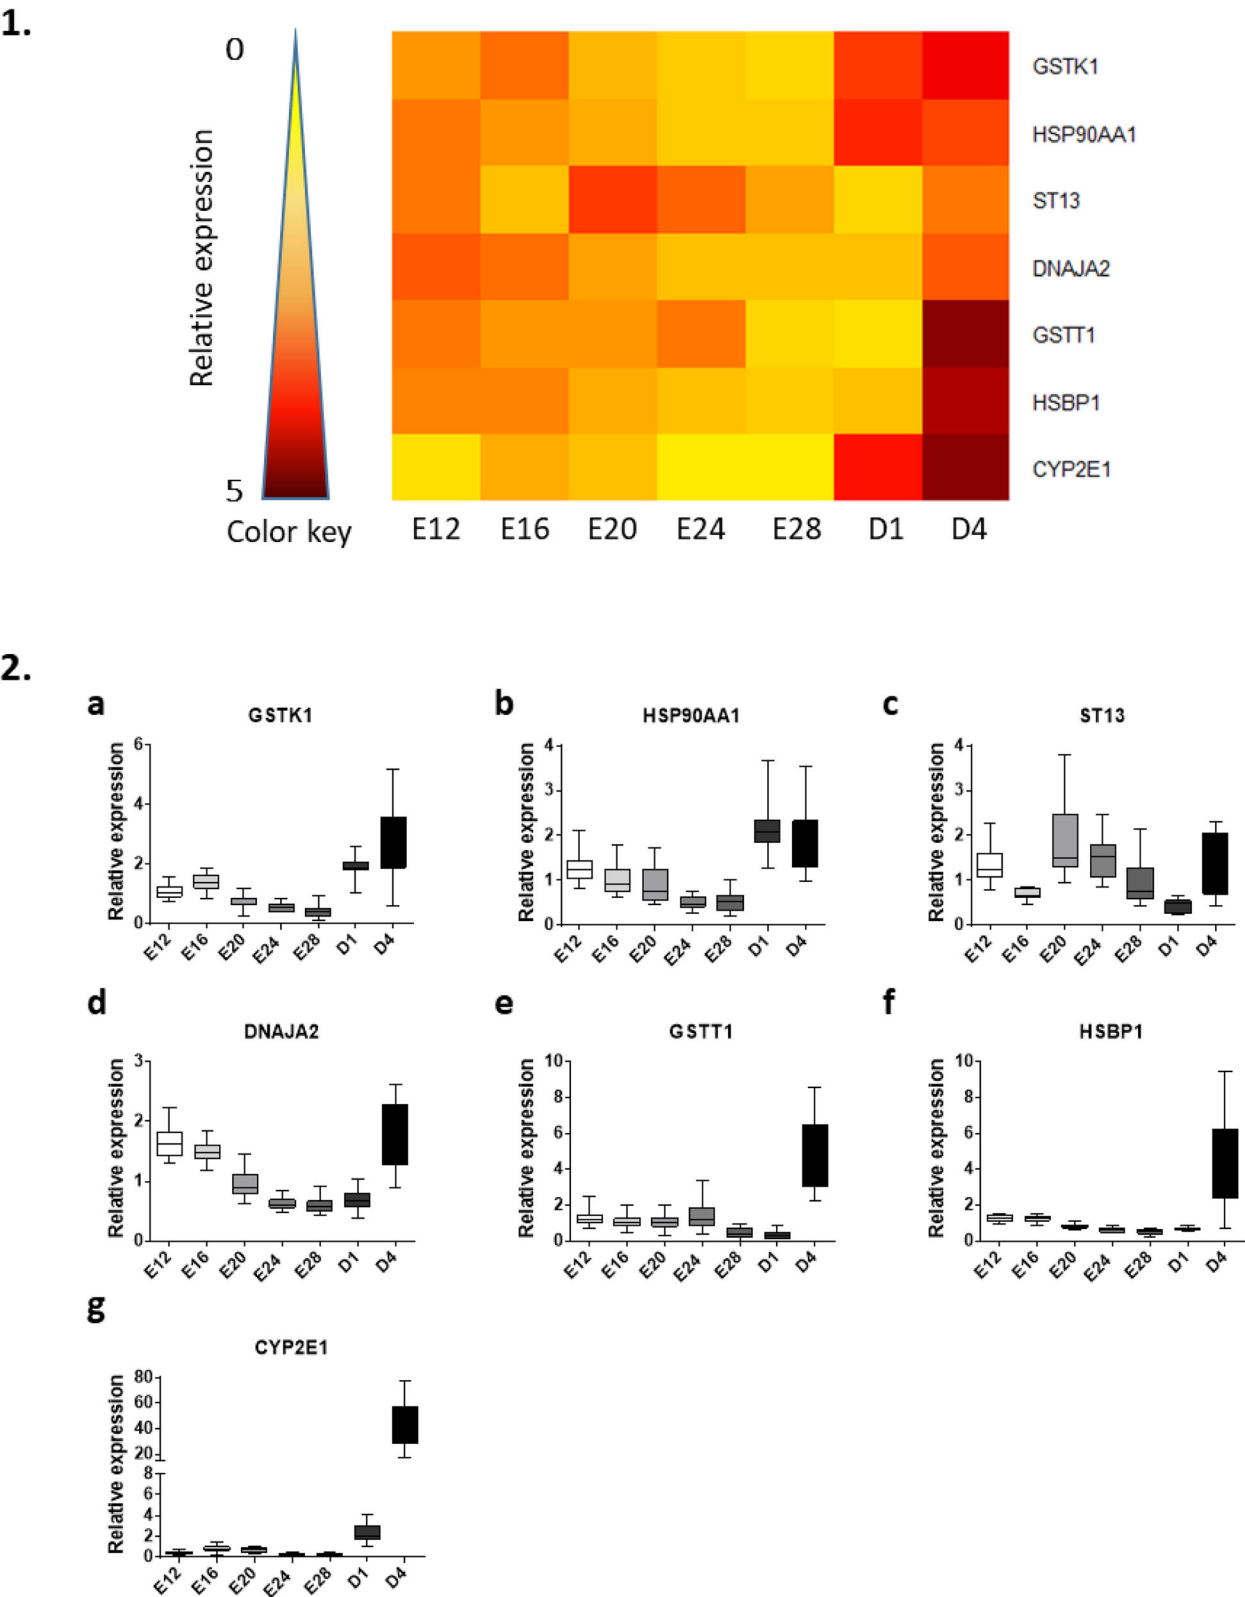 1.
0
Relative expression
5
Color key
GSTK1
HSP90AA1
ST13
DNAJA2
GSTT1
HSBP1
CYP2E1
E12 E16 E20 E24 E28 D1 D4
2.
a
GSTK1
Relative expression
6
4
2
0
E12 E16 E20 E24 E28 D1 D4
b
HSP90AA1
Relative expression
4
3
2
1
0
E12 E16 E20 E24 E28 D1 D4
c
ST13
Relative expression
4
3
2
1
0
E12 E16 E20 E24 E28 D1 D4
d
DNAJA2
Relative expression
3
2
1
0
E12 E16 E20 E24 E28 D1 D4
e
GSTT1
Relative expression
10
8
6
4
2
0
E12 E16 E20 E24 E28 D1 D4
f
HSBP1
Relative expression
10
8
6
4
2
0
E12 E16 E20 E24 E28 D1 D4
g
CYP2E1
Relative expression
80
60
40
20
8
6
4
2
0
E12 E16 E20 E24 E28 D1 D4